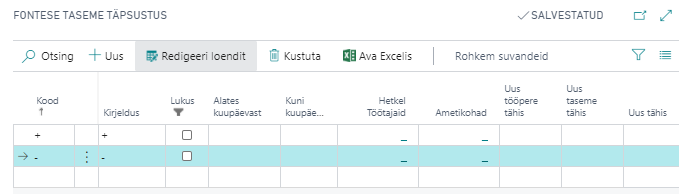 FONTESE TASEME TÄPSUSTUS
SALVESTATUD
Otsing Uus Redigeeri loendit Kustuta Ava Excelis Rohkem suvandeid
Kood ↑ Kirjeldus Lukus Alates kuupäevast Kuni kuupäe... Hetkel Töötajaid Ametikohad Uus tööpere tähis Uus taseme tähis Uus tähis
+ + _ _
→ - - _ _